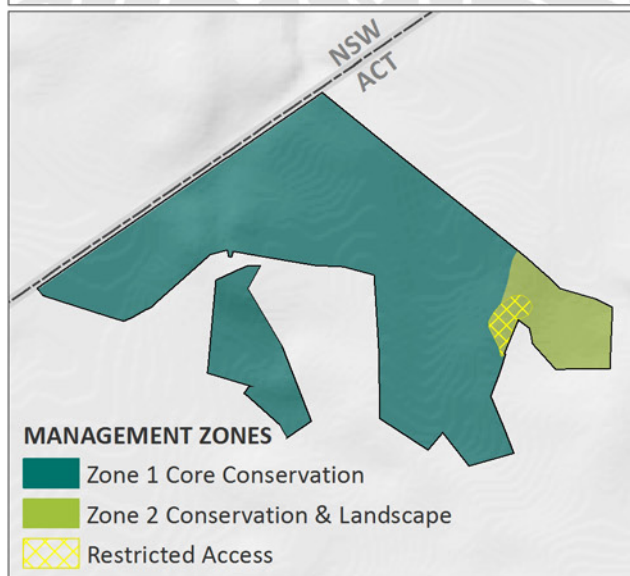 NSW
ACT
MANAGEMENT ZONES
Zone 1 Core Conservation
Zone 2 Conservation & Landscape
Restricted Access